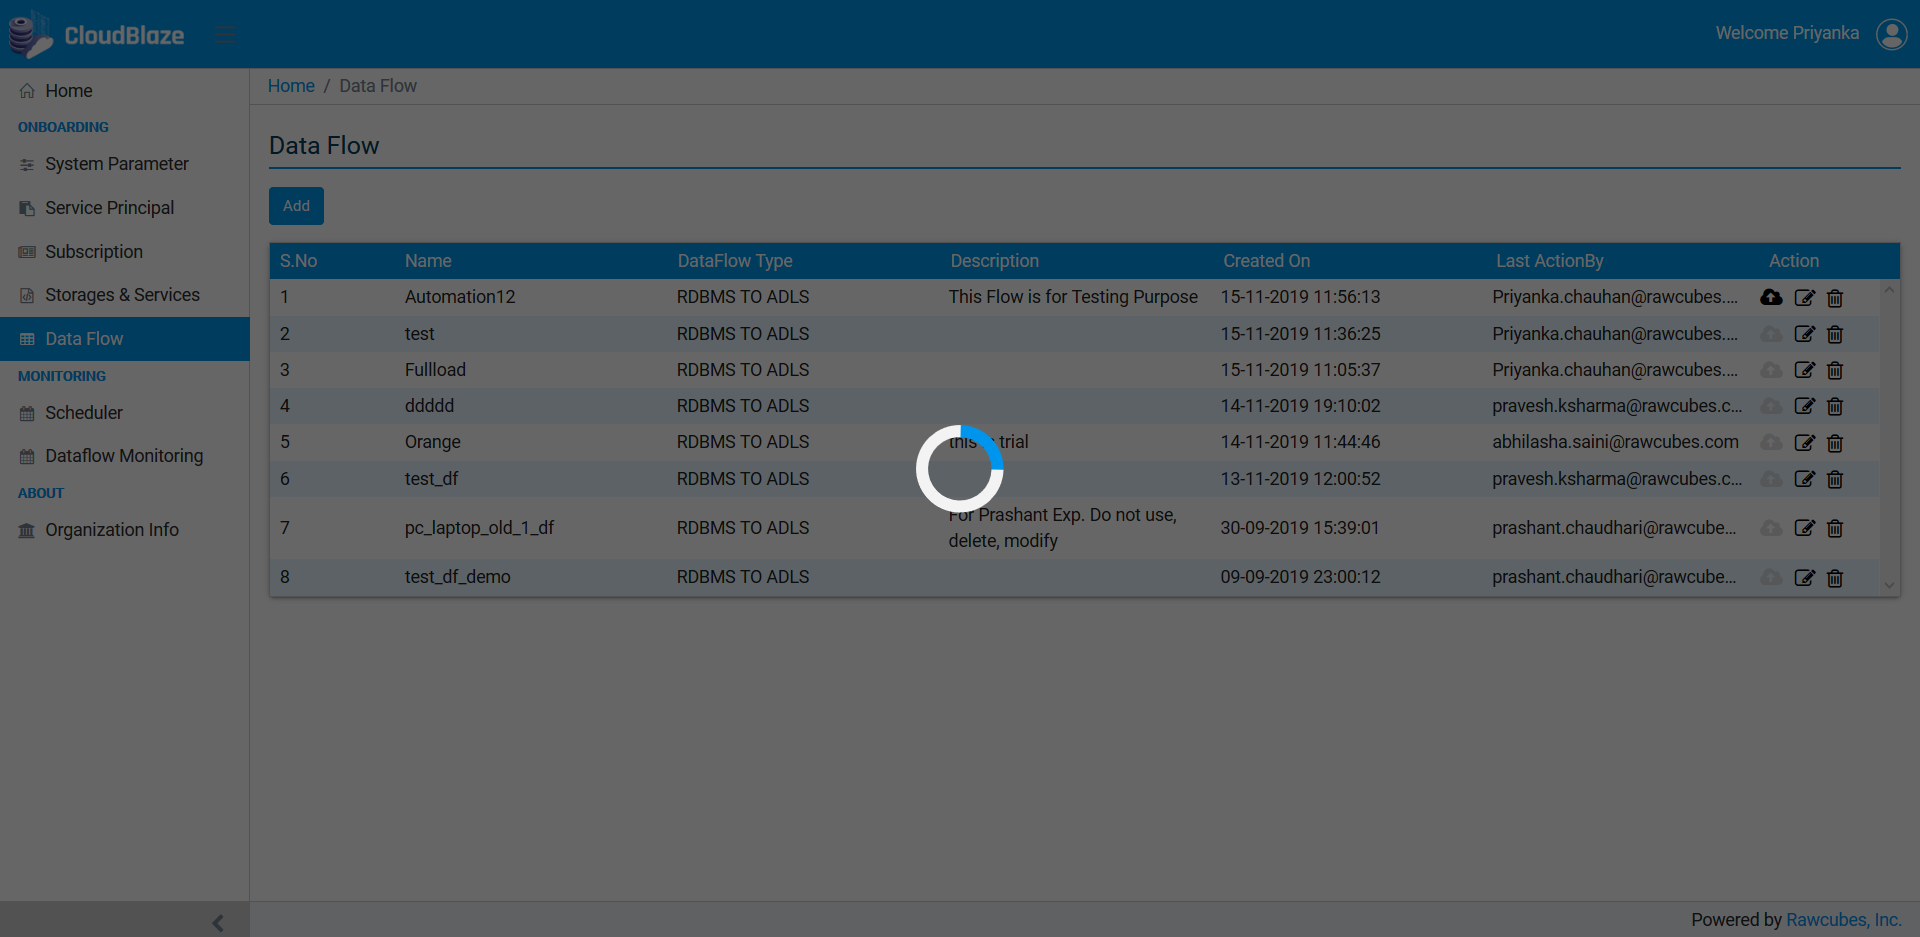 CloudBlaze
Welcome Priyanka
Home
ONBOARDING
System Parameter
Service Principal
Subscription
Storages & Services
Data Flow
MONITORING
Scheduler
Dataflow Monitoring
ABOUT
Organization Info
Home / Data Flow
Data Flow
Add
S.No Name DataFlow Type Description Created On Last ActionBy Action
1 Automation12 RDBMS TO ADLS This Flow is for Testing Purpose 15-11-2019 11:56:13 Priyanka.chauhan@rawcubes....
2 test RDBMS TO ADLS 15-11-2019 11:36:25 Priyanka.chauhan@rawcubes....
3 Fullload RDBMS TO ADLS 15-11-2019 11:05:37 Priyanka.chauhan@rawcubes....
4 ddddd RDBMS TO ADLS 14-11-2019 19:10:02 pravesh.ksharma@rawcubes.c...
5 Orange RDBMS TO ADLS this trial 14-11-2019 11:44:46 abhilasha.saini@rawcubes.com
6 test_df RDBMS TO ADLS 13-11-2019 12:00:52 pravesh.ksharma@rawcubes.c...
7 pc_laptop_old_1_df RDBMS TO ADLS For Prashant Exp. Do not use, 30-09-2019 15:39:01 prashant.chaudhari@rawcube...
delete, modify
8 test_df_demo RDBMS TO ADLS 09-09-2019 23:00:12 prashant.chaudhari@rawcube...
Powered by Rawcubes, Inc.